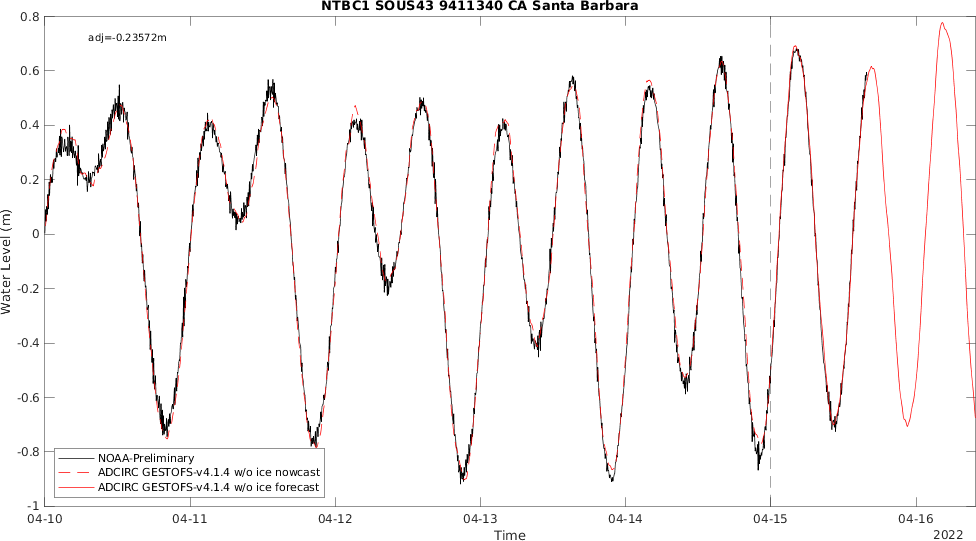 NTBC1 SOUS43 9411340 CA Santa Barbara
adj=-0.23572m
0.8
0.6
0.4
0.2
0
-0.2
-0.4
-0.6
-0.8
-1
Water Level (m)
NOAA-Preliminary
ADCIRC GESTOFS-v4.1.4 w/o ice nowcast
ADCIRC GESTOFS-v4.1.4 w/o ice forecast
04-10 04-11 04-12 04-13 04-14 04-15 04-16
Time
2022